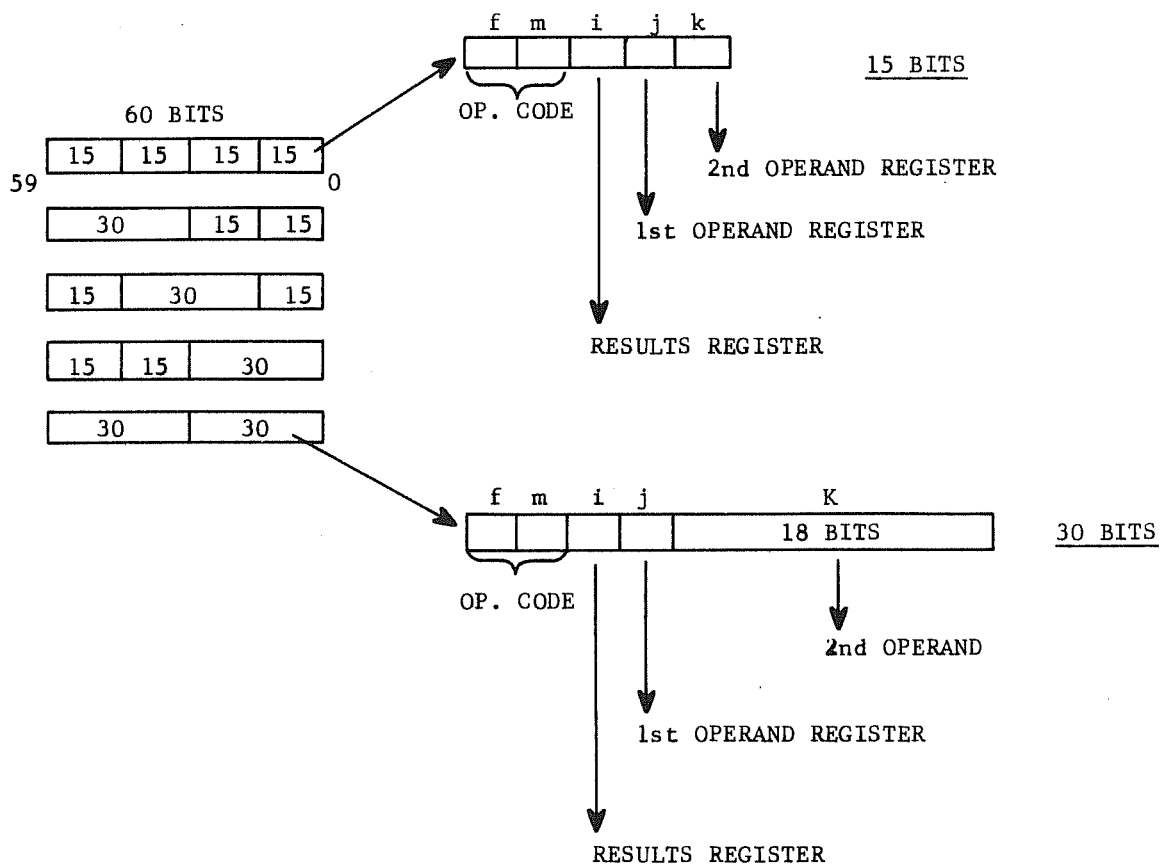 f m i j k
15 BITS
OP. CODE
60 BITS
15 15 15 15
59 0
2nd OPERAND REGISTER
30 15 15
1st OPERAND REGISTER
15 30 15
RESULTS REGISTER
15 15 30
30 30
f m i j K
18 BITS
30 BITS
OP. CODE
2nd OPERAND
1st OPERAND REGISTER
RESULTS REGISTER